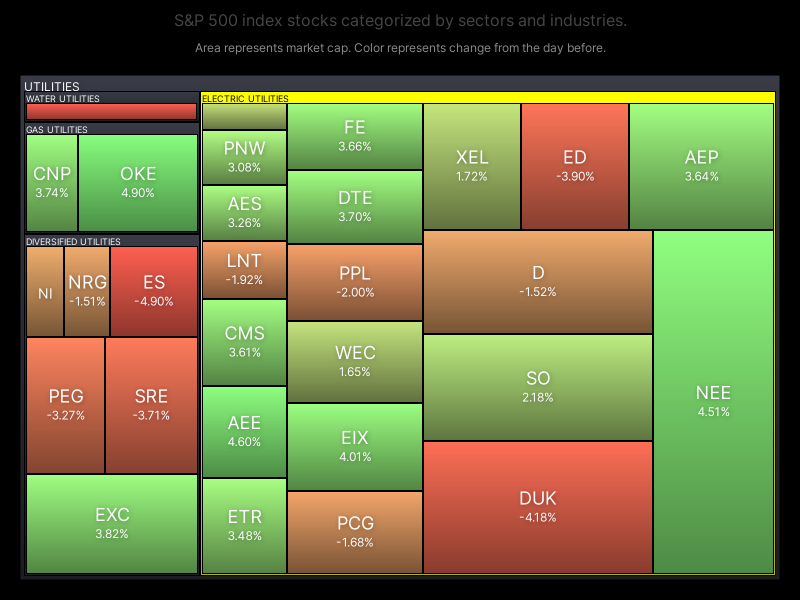 S&P 500 index stocks categorized by sectors and industries.
Area represents market cap. Color represents change from the day before.
UTILITIES
WATER UTILITIES
GAS UTILITIES
CNP
3.74%
OKE
4.90%
DIVERSIFIED UTILITIES
NI
NRG
-1.51%
ES
-4.90%
PEG
-3.27%
SRE
-3.71%
EXC
3.82%
ELECTRIC UTILITIES
PNW
3.08%
AES
3.26%
LNT
-1.92%
CMS
3.61%
AEE
4.60%
ETR
3.48%
FE
3.66%
DTE
3.70%
PPL
-2.00%
WEC
1.65%
EIX
4.01%
PCG
-1.68%
XEL
1.72%
ED
-3.90%
AEP
3.64%
D
-1.52%
SO
2.18%
DUK
-4.18%
NEE
4.51%